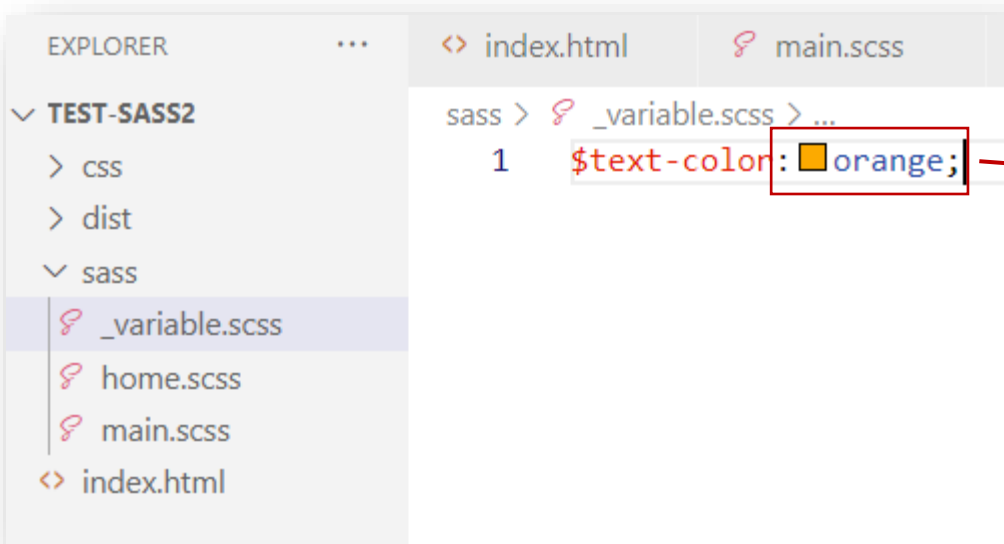 EXPLORER ...
index.html main.scss
TEST-SASS2
sass > _variable.scss > ...
1 $text-color: orange;
> css
> dist
sass
_variable.scss
home.scss
main.scss
index.html